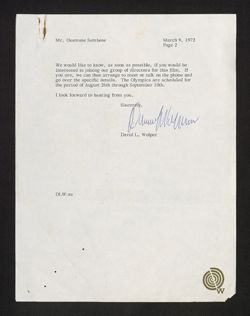 Mr. Ousmane Sembene March 9, 1972
Page 2
We would like to know, as soon as possible, if you would be
interested in joining our group of directors for this film. If
you are, we can then arrange to meet or talk on the phone and
go over the specific details. The Olympics are scheduled for
the period of August 26th through September 10th.
I look forward to hearing from you.
Sincerely,
David L. Wolper
DLW:
W